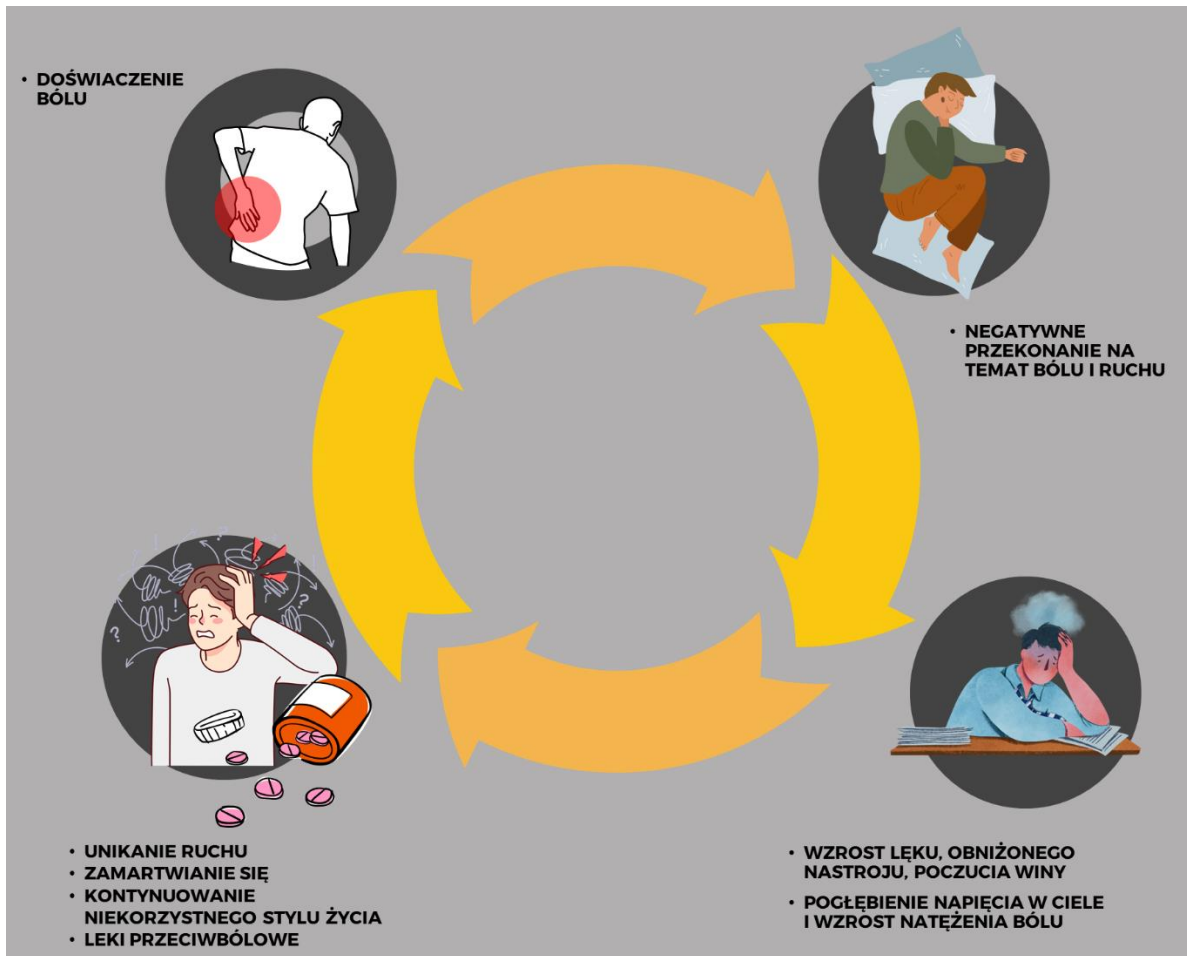 • DOŚWIACZENIE
BÓLU
• NEGATYWNE
PRZEKONANIE NA
TEMAT BÓLU I RUCHU
• WZROST LĘKU, OBNIŻONEGO
NASTROJU, POCZUCIA WINY
• POGŁĘBIENIE NAPIĘCIA W CIELE
I WZROST NATĘŻENIA BÓLU
• UNIKANIE RUCHU
• ZAMARTWIANIE SIĘ
• KONTYNUOWANIE
NIEKORZYSTNEGO STYLU ŻYCIA
• LEKI PRZECIWBÓLOWE